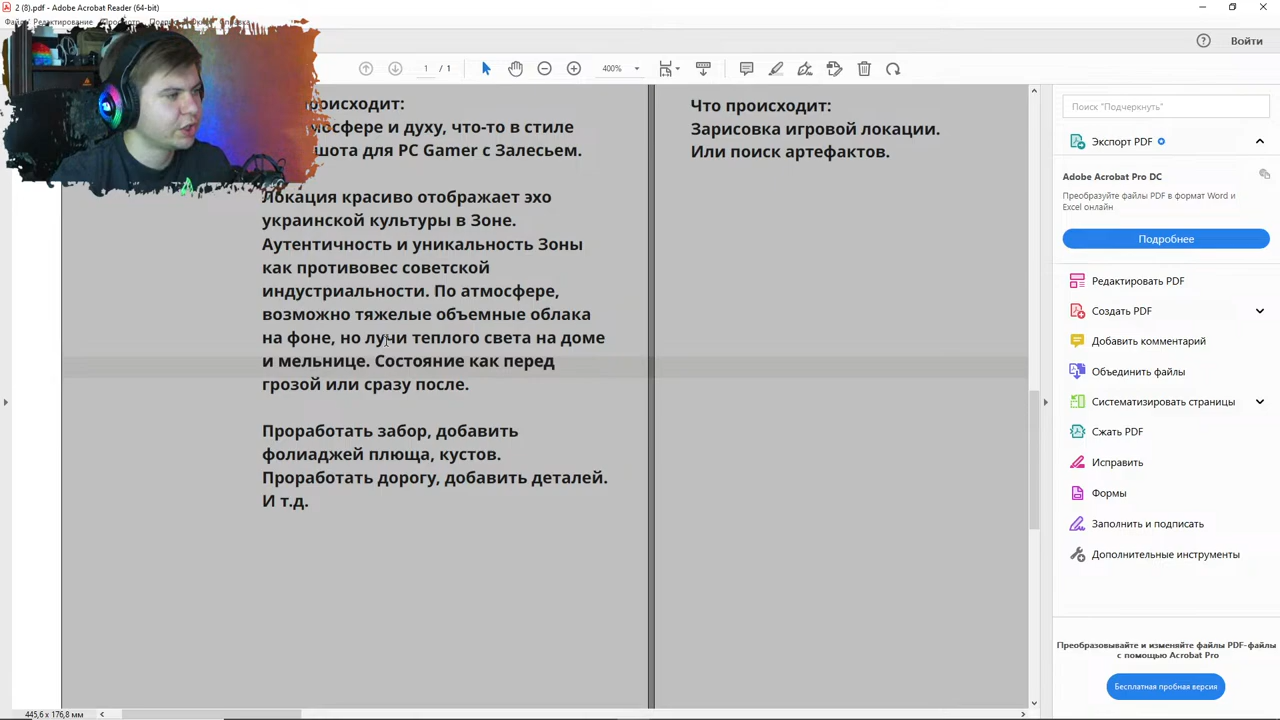 2 (8).pdf - Adobe Acrobat Reader (64-bit)
Файл Редактирование
Войти
1 / 1
400%
происходит:
мосфере и духу, что-то в стиле
шота для PC Gamer с Залесьем.
Локация красиво отображает эхо
украинской культуры в Зоне.
Аутентичность и уникальность Зоны
как противовес советской
индустриальности. По атмосфере,
возможно тяжелые объемные облака
на фоне, но лучи теплого света на доме
и мельнице. Состояние как перед
грозой или сразу после.
Проработать забор, добавить
фолиаджей плюща, кустов.
Проработать дорогу, добавить деталей.
И т.д.
Что происходит:
Зарисовка игровой локации.
Или поиск артефактов.
Поиск "Подчеркнуть"
Экспорт PDF
Adobe Acrobat Pro DC
Преобразуйте файлы PDF в формат Word и
Excel онлайн
Подробнее
Редактировать PDF
Создать PDF
Добавить комментарий
Объединить файлы
Систематизировать страницы
Сжать PDF
Исправить
Формы
Заполнить и подписать
Дополнительные инструменты
Преобразовывайте и изменяйте файлы PDF-файлы
с помощью Acrobat Pro
Бесплатная пробная версия
445,6 x 176,8 мм